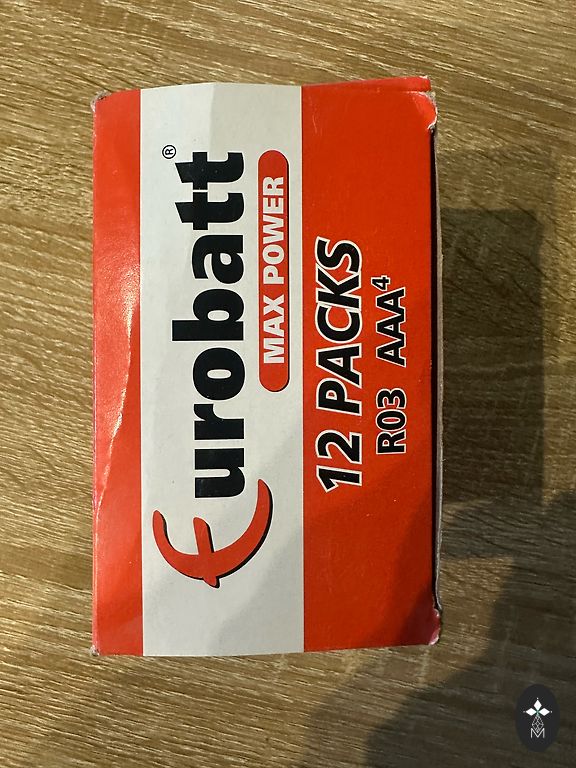 Eurobatt®
MAX POWER
12 PACKS
R03 AAA⁴
M